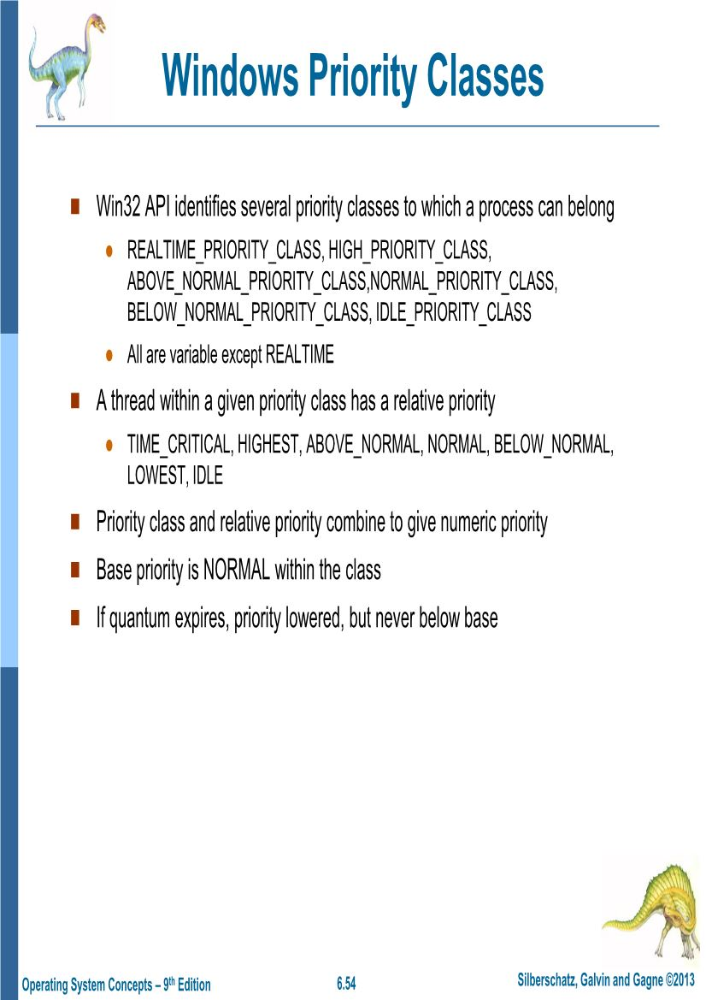 Windows Priority Classes
Win32 API identifies several priority classes to which a process can belong
REALTIME_PRIORITY_CLASS, HIGH_PRIORITY_CLASS,
ABOVE_NORMAL_PRIORITY_CLASS,NORMAL_PRIORITY_CLASS,
BELOW_NORMAL_PRIORITY_CLASS, IDLE_PRIORITY_CLASS
All are variable except REALTIME
A thread within a given priority class has a relative priority
TIME_CRITICAL, HIGHEST, ABOVE_NORMAL, NORMAL, BELOW_NORMAL,
LOWEST, IDLE
Priority class and relative priority combine to give numeric priority
Base priority is NORMAL within the class
If quantum expires, priority lowered, but never below base
Operating System Concepts – 9th Edition
6.54
Silberschatz, Galvin and Gagne ©2013